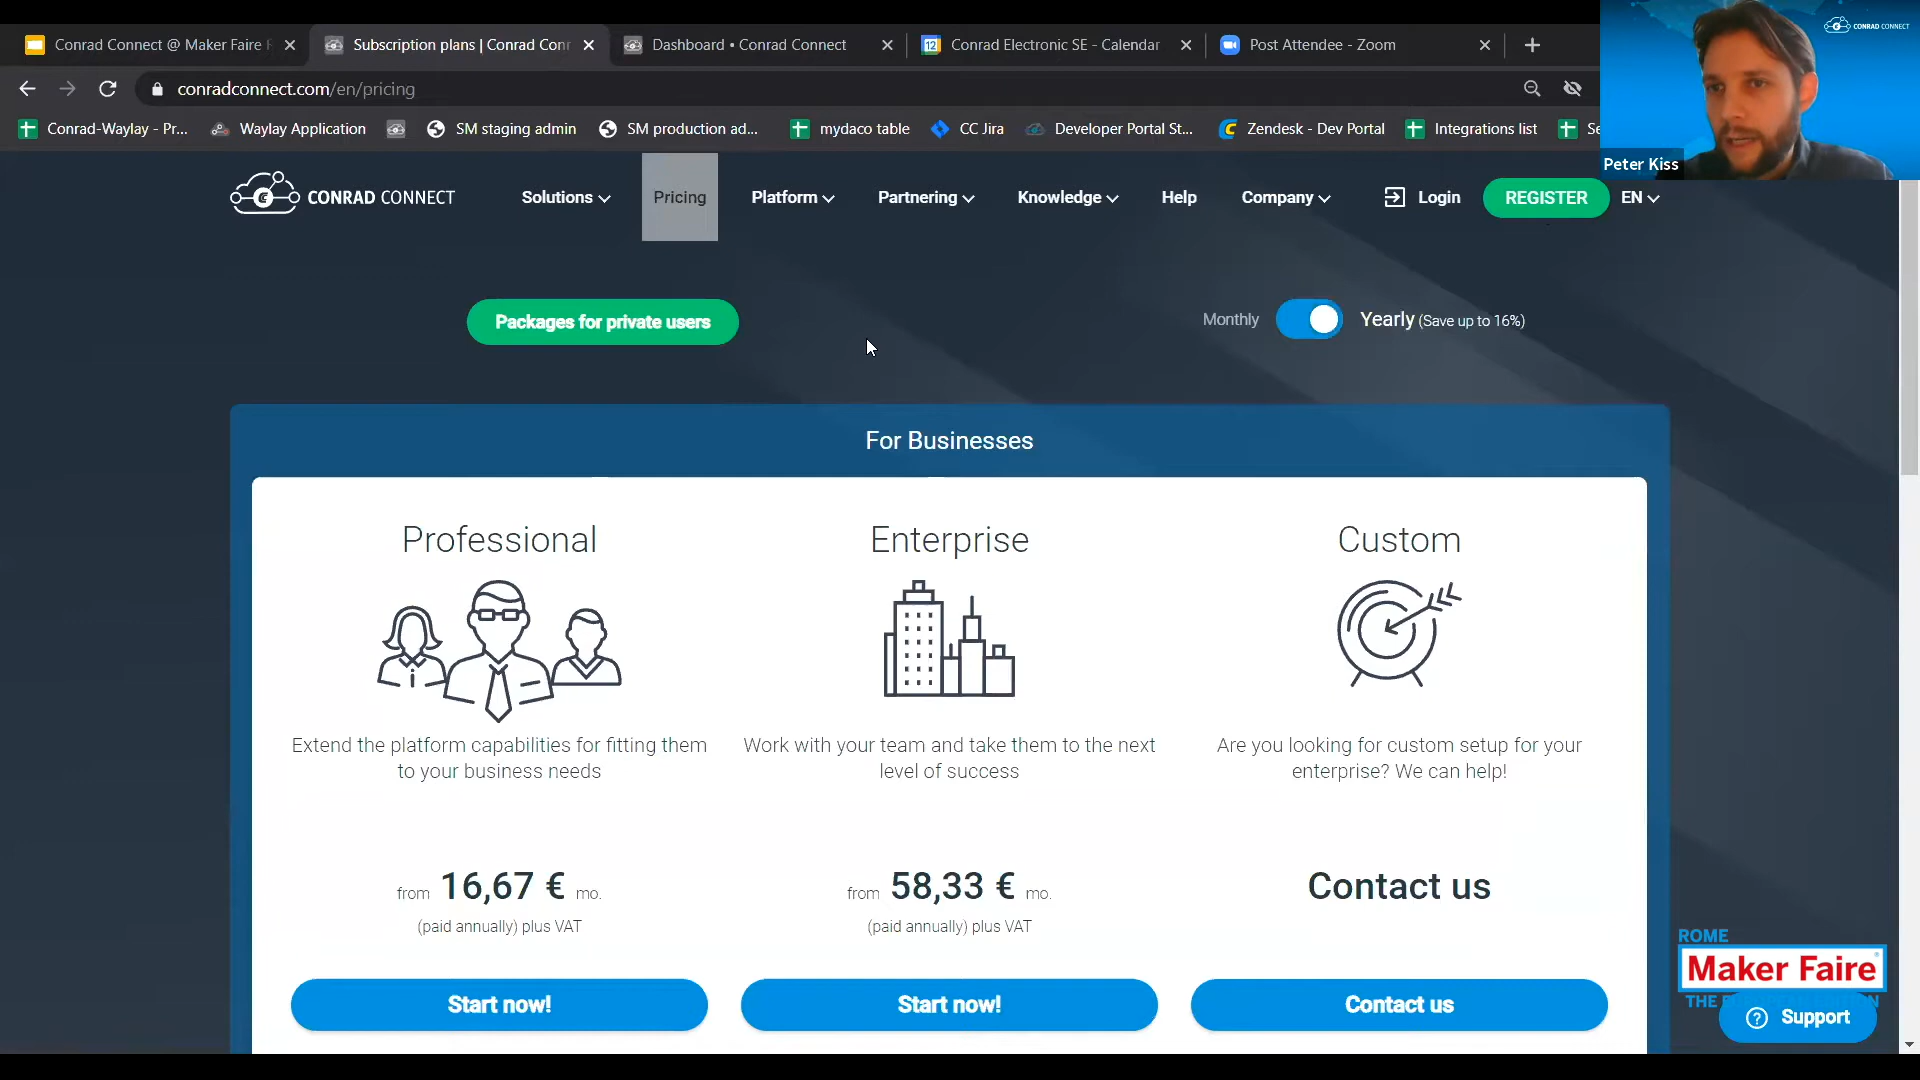 Conrad Connect @ Maker Faire
Subscription plans | Conrad Con
Dashboard • Conrad Connect
Conrad Electronic SE - Calendar
Post Attendee - Zoom
CONRAD CONNECT
conradconnect.com/en/pricing
Conrad-Waylay - Pr...
Waylay Application
SM staging admin
SM production ad...
mydaco table
CC Jira
Developer Portal St...
Zendesk - Dev Portal
Integrations list
Peter Kiss
CONRAD CONNECT
Solutions
Pricing
Platform
Partnering
Knowledge
Help
Company
Login
REGISTER
EN
Packages for private users
Monthly
Yearly (Save up to 16%)
For Businesses
Professional
Enterprise
Custom
Extend the platform capabilities for fitting them
to your business needs
Work with your team and take them to the next
level of success
Are you looking for custom setup for your
enterprise? We can help!
from 16,67 € mo.
(paid annually) plus VAT
from 58,33 € mo.
(paid annually) plus VAT
Contact us
Start now!
Start now!
Contact us
ROME
Maker Faire
THE
Support